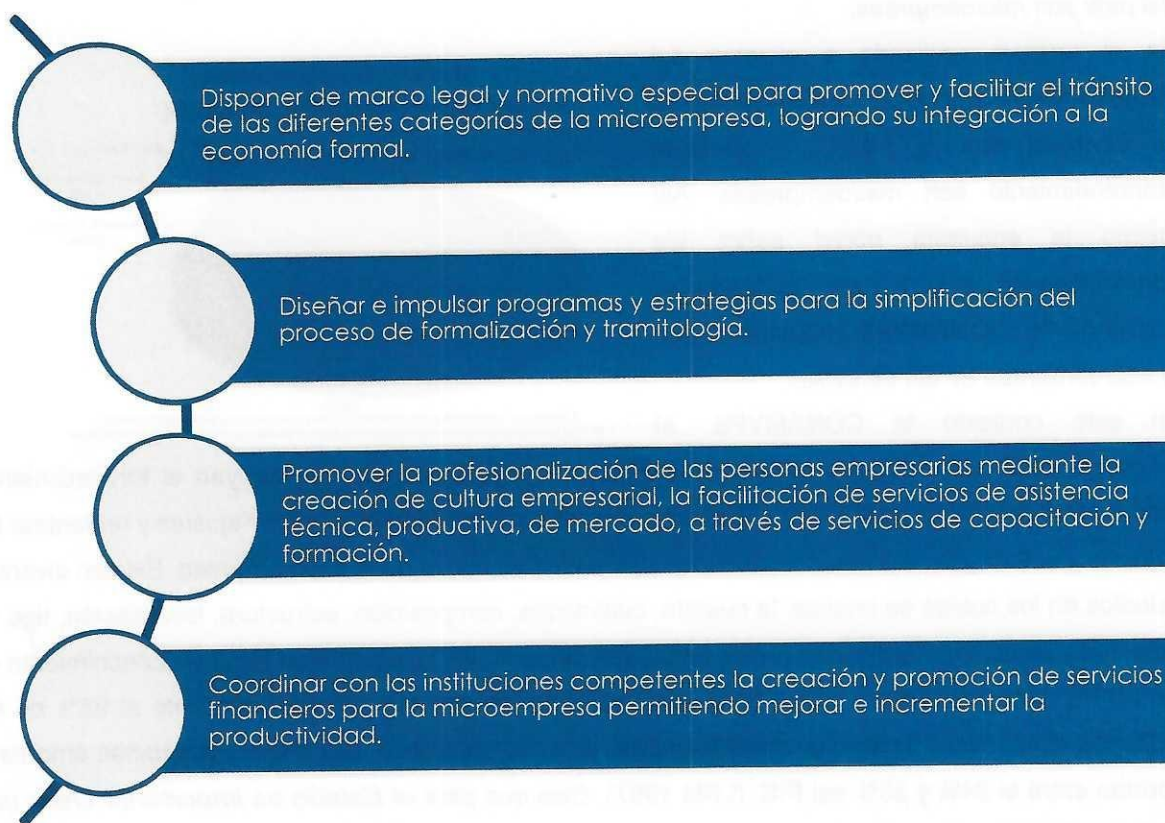 Disponer de marco legal y normativo especial para promover y facilitar el tránsito
de las diferentes categorías de la microempresa, logrando su integración a la
economía formal.
Diseñar e impulsar programas y estrategias para la simplificación del
proceso de formalización y tramitología.
Promover la profesionalización de las personas empresarias mediante la
creación de cultura empresarial, la facilitación de servicios de asistencia
técnica, productiva, de mercado, a través de servicios de capacitación y
formación.
Coordinar con las instituciones competentes la creación y promoción de servicios
financieros para la microempresa permitiendo mejorar e incrementar la
productividad.